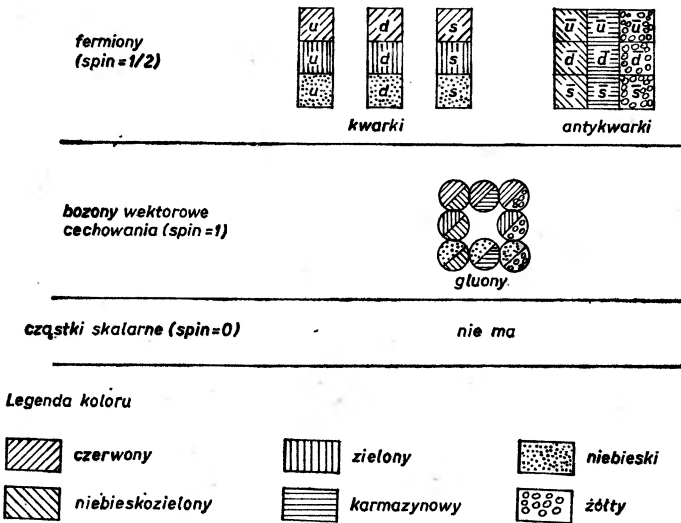 fermiony
(spin=1/2)
u d s ū ū ū
u d s d̄ d̄ d̄
u d s s̄ s̄ s̄
kwarki antykwarki
bozony wektorowe
cechowania (spin=1)
gluony
cząstki skalarne (spin=0) nie ma
Legenda koloru
czerwony zielony niebieski
niebieskozielony karmazynowy żółty